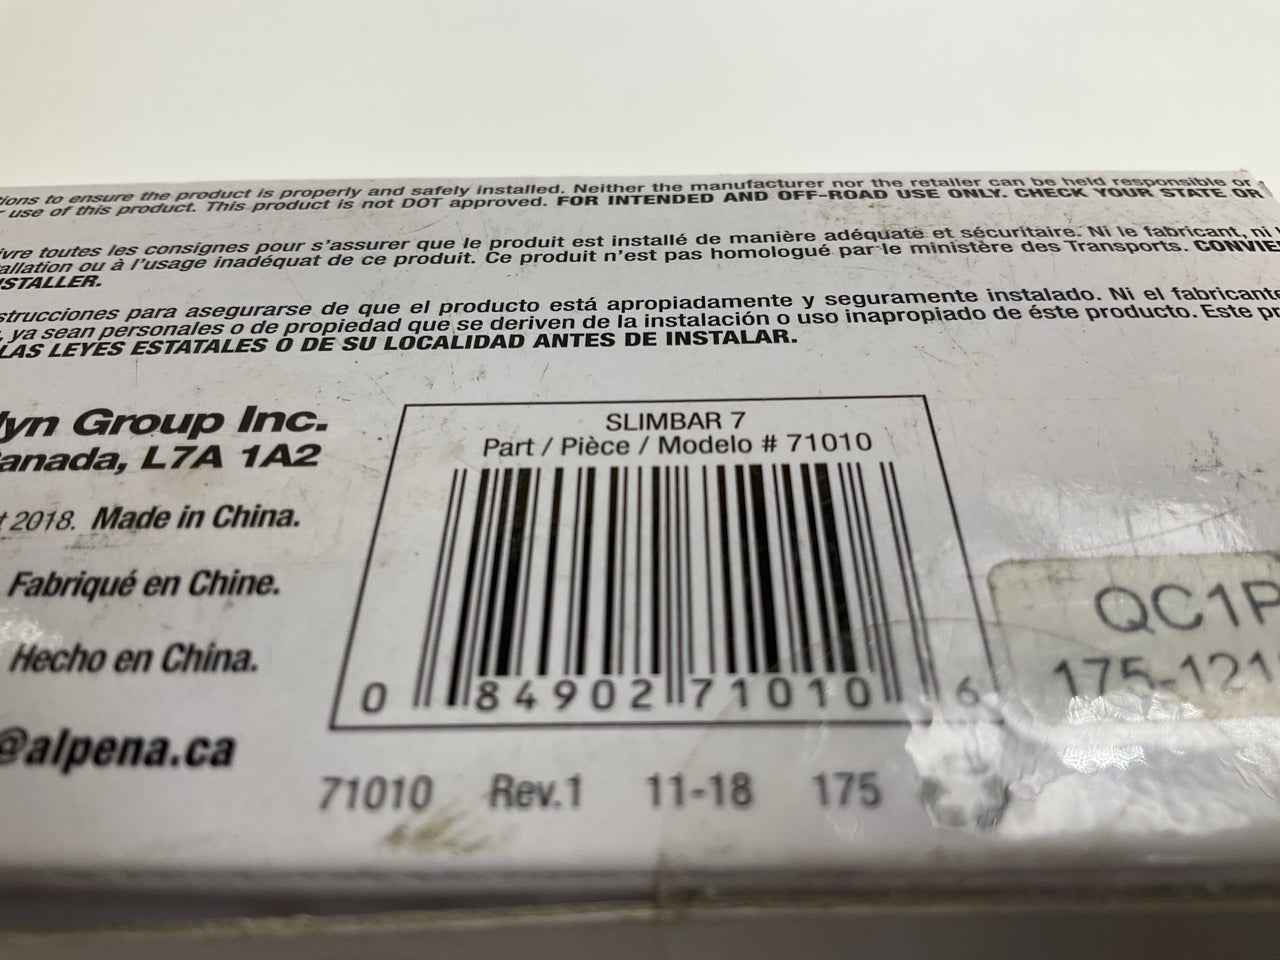 tions to ensure the product is properly and safely installed. Neither the manufacturer nor the retailer can be held responsible or
use of this product. This product is not DOT approved. FOR INTENDED AND OFF-ROAD USE ONLY. CHECK YOUR STATE OR
ivre toutes les consignes pour s'assurer que le produit est installé de manière adéquate et sécuritaire. Ni le fabricant, ni
allation ou à l'usage inadéquat de ce produit. Ce produit n'est pas homologué par le ministère des Transports. CONVIE
NSTALLER.
strucciones para asegurarse de que el producto está apropiadamente y seguramente instalado. Ni el fabricante
, ya sean personales o de propiedad que se deriven de la instalación o uso inapropiado de éste producto. Este pr
LAS LEYES ESTATALES O DE SU LOCALIDAD ANTES DE INSTALAR.
lyn Group Inc.
anada, L7A 1A2
t 2018. Made in China.
Fabriqué en Chine.
Hecho en China.
@alpena.ca
SLIMBAR 7
Part / Pièce / Modelo # 71010
0 84902 71010 6
71010 Rev.1 11-18 175
QC1P
175-121